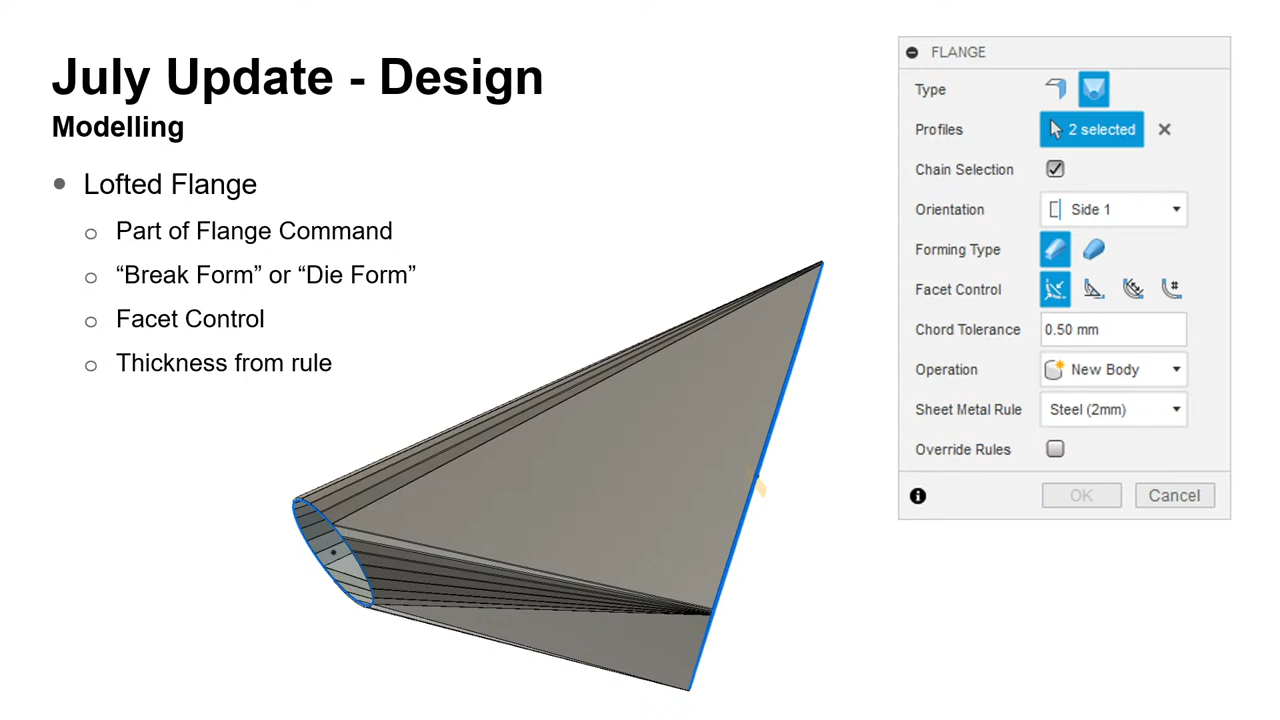 July Update - Design
Modelling
Lofted Flange
Part of Flange Command
“Break Form” or “Die Form”
Facet Control
Thickness from rule
FLANGE
Type
Profiles 2 selected
Chain Selection
Orientation Side 1
Forming Type
Facet Control
Chord Tolerance 0.50 mm
Operation New Body
Sheet Metal Rule Steel (2mm)
Override Rules
OK Cancel